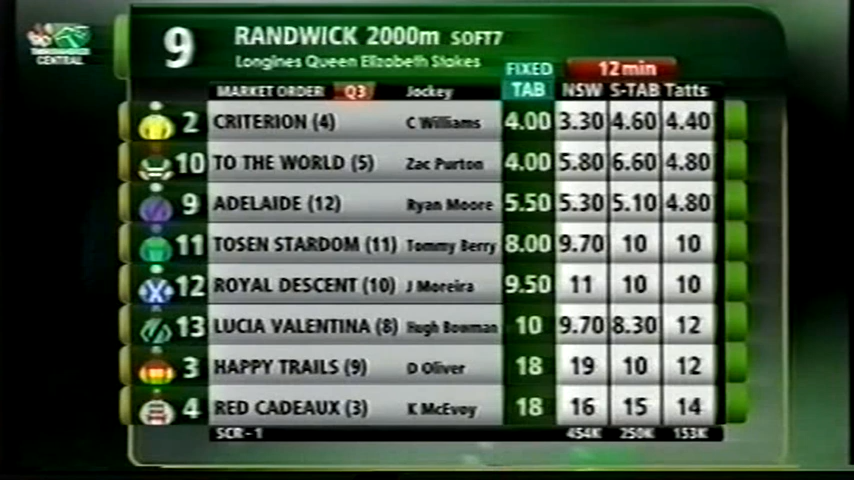 THOROUGHBRED
CENTRAL
9 RANDWICK 2000m SOFT7
Longines Queen Elizabeth Stakes
FIXED 12min
MARKET ORDER Q3 Jockey TAB NSW S-TAB Tatts
2 CRITERION (4) C Williams 4.00 3.30 4.60 4.40
10 TO THE WORLD (5) Zac Purton 4.00 5.80 6.60 4.80
9 ADELAIDE (12) Ryan Moore 5.50 5.30 5.10 4.80
11 TOSEN STARDOM (11) Tommy Berry 8.00 9.70 10 10
12 ROYAL DESCENT (10) J Moreira 9.50 11 10 10
13 LUCIA VALENTINA (8) Hugh Bowman 10 9.70 8.30 12
3 HAPPY TRAILS (9) D Oliver 18 19 10 12
4 RED CADEAUX (3) K McEvoy 18 16 15 14
SCR - 1 454K 250K 153K